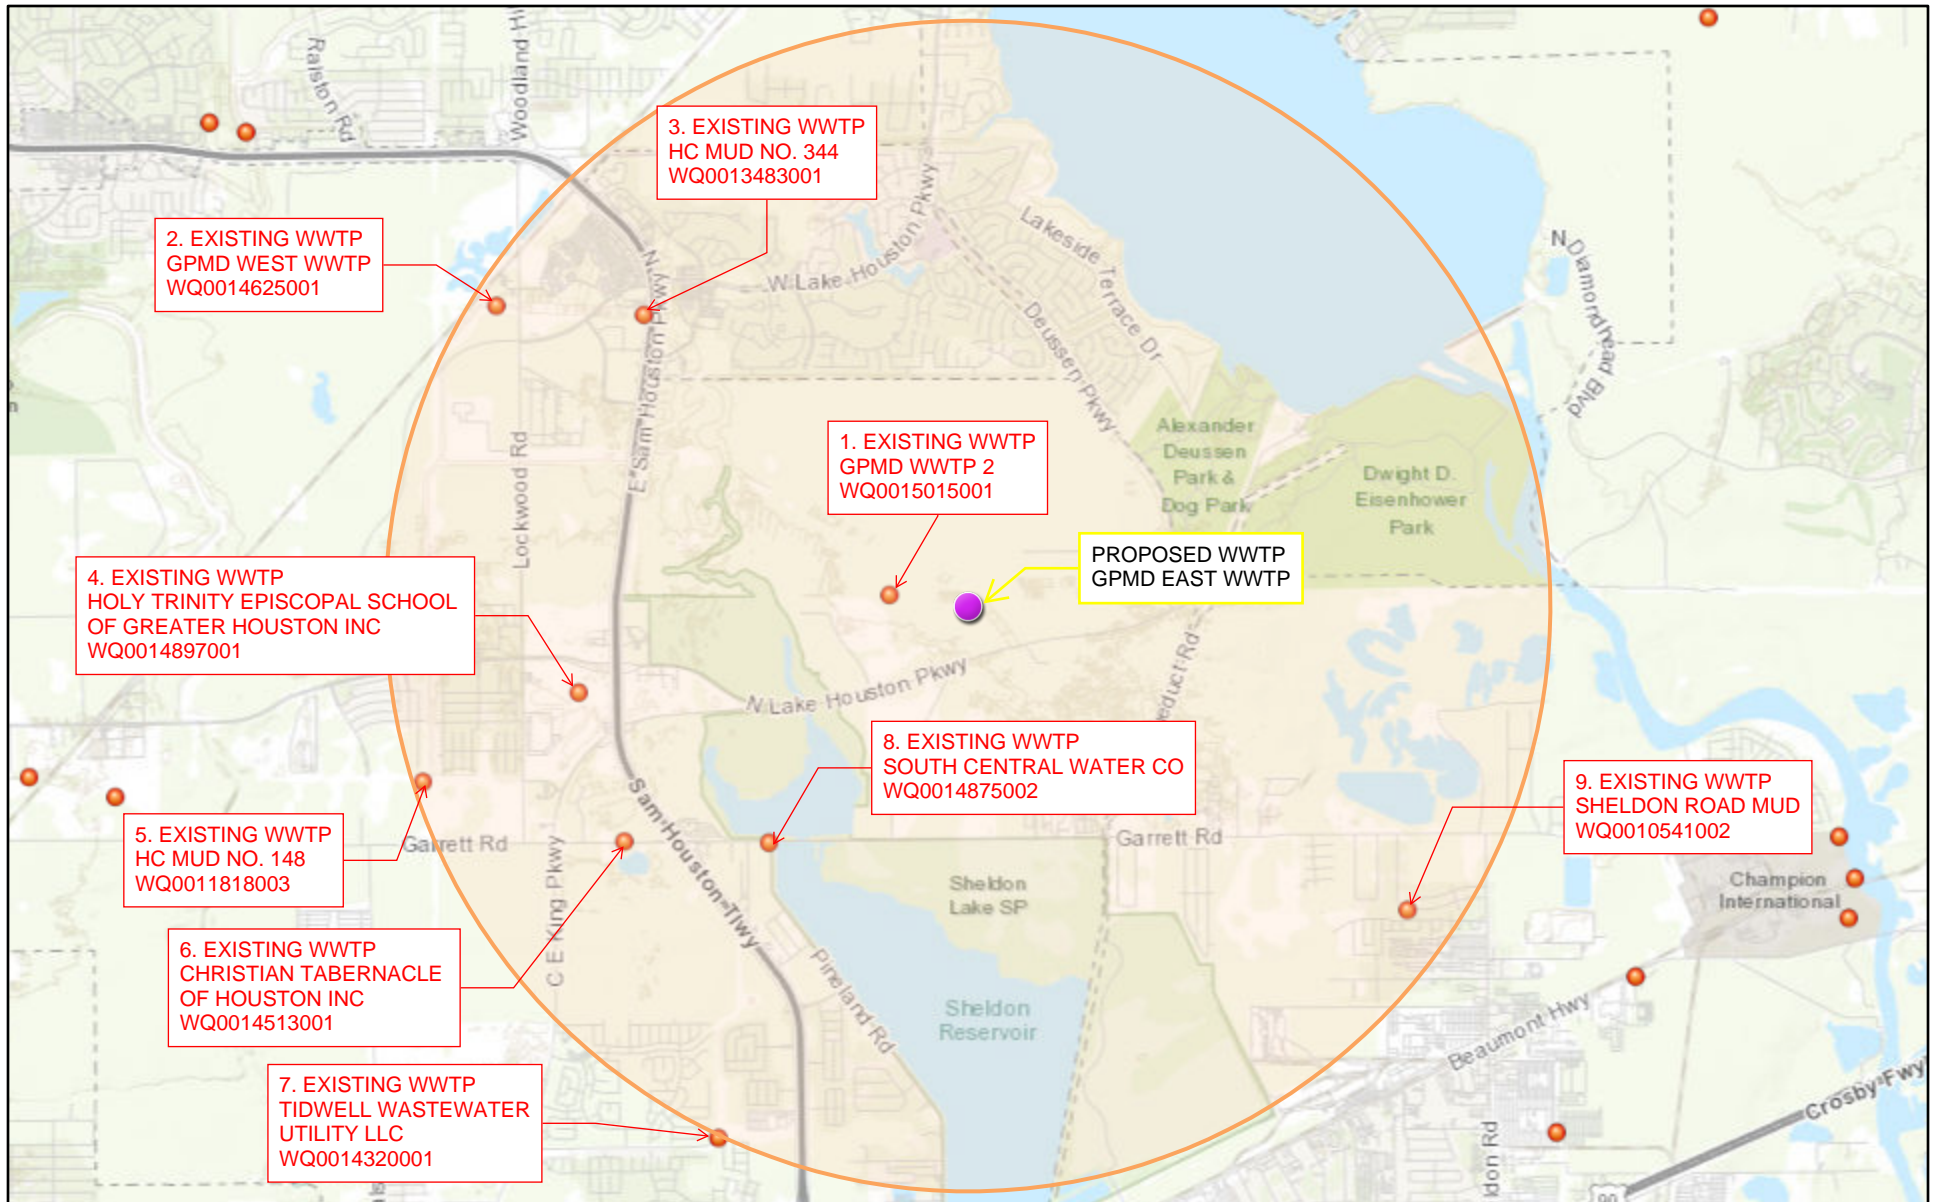 Ralston Rd
Woodland H
3. EXISTING WWTP
HC MUD NO. 344
WQ0013483001
2. EXISTING WWTP
GPMD WEST WWTP
WQ0014625001
N
W Lake Houston Pkwy
Lakeside Terrace Dr
Deussen Pkwy
N Diamondhead Blvd
E Sam Houston Pkwy
Lockwood Rd
1. EXISTING WWTP
GPMD WWTP 2
WQ0015015001
Alexander
Deussen
Park &
Dog Park
Dwight D.
Eisenhower
Park
PROPOSED WWTP
GPMD EAST WWTP
4. EXISTING WWTP
HOLY TRINITY EPISCOPAL SCHOOL
OF GREATER HOUSTON INC
WQ0014897001
N Lake Houston Pkwy
educt Rd
8. EXISTING WWTP
SOUTH CENTRAL WATER CO
WQ0014875002
9. EXISTING WWTP
SHELDON ROAD MUD
WQ0010541002
5. EXISTING WWTP
HC MUD NO. 148
WQ0011818003
Garrett Rd
Garrett Rd
Sam Houston Tlwy
C E King Pkwy
Sheldon
Lake SP
Champion
International
6. EXISTING WWTP
CHRISTIAN TABERNACLE
OF HOUSTON INC
WQ0014513001
Pineland Rd
Sheldon
Reservoir
Beaumont Hwy
7. EXISTING WWTP
TIDWELL WASTEWATER
UTILITY LLC
WQ0014320001
Crosby Fwy
ldon Rd
90